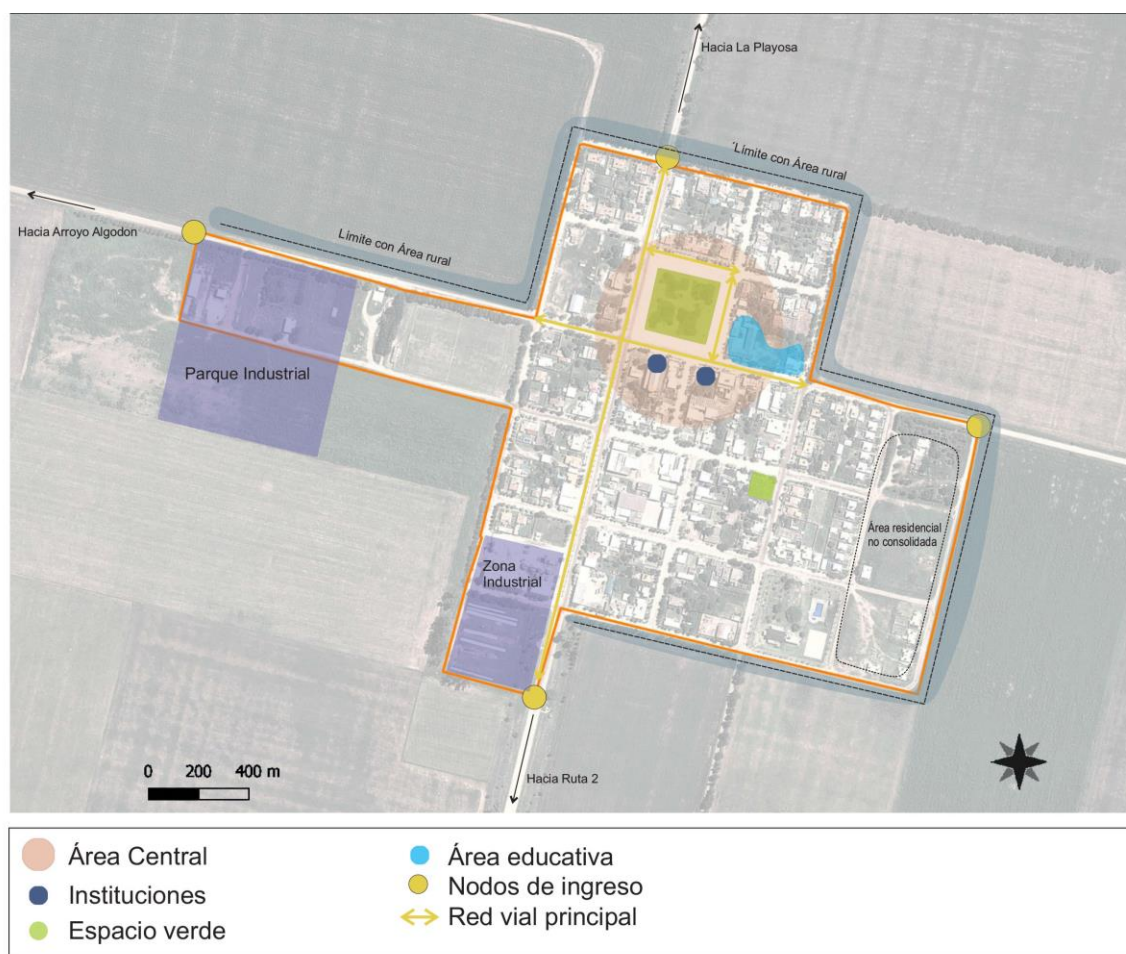 Hacia La Playosa
´Límite con Área rural
Hacia Arroyo Algodon
Límite con Área rural
Parque Industrial
Área residencial
no consolidada
Zona
Industrial
0 200 400 m
Hacia Ruta 2
Área Central
Instituciones
Espacio verde
Área educativa
Nodos de ingreso
Red vial principal